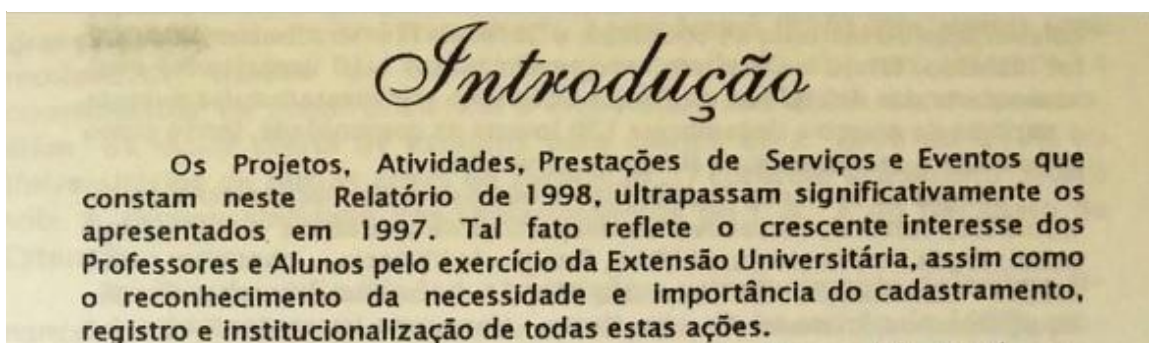 Introdução
Os Projetos, Atividades, Prestações de Serviços e Eventos que
constam neste Relatório de 1998, ultrapassam significativamente os
apresentados em 1997. Tal fato reflete o crescente interesse dos
Professores e Alunos pelo exercício da Extensão Universitária, assim como
o reconhecimento da necessidade e importância do cadastramento,
registro e institucionalização de todas estas ações.